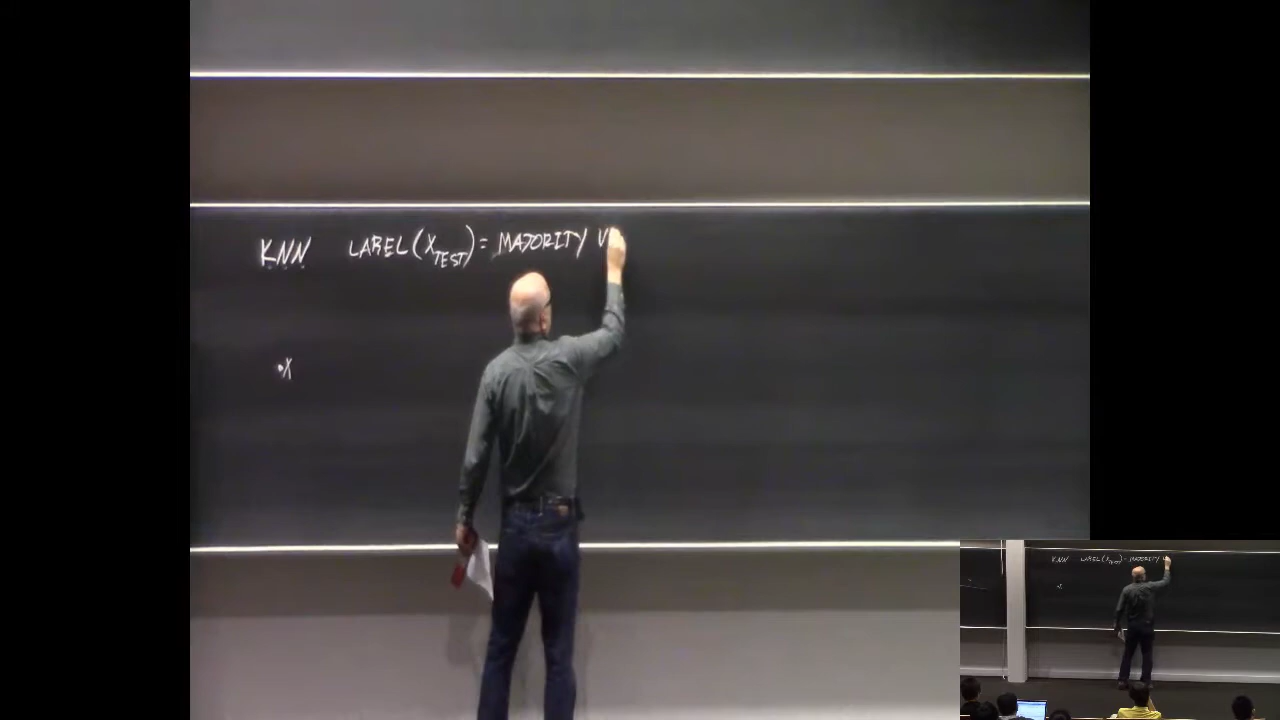 KNN LABEL(X_TEST) = MAJORITY V
•X